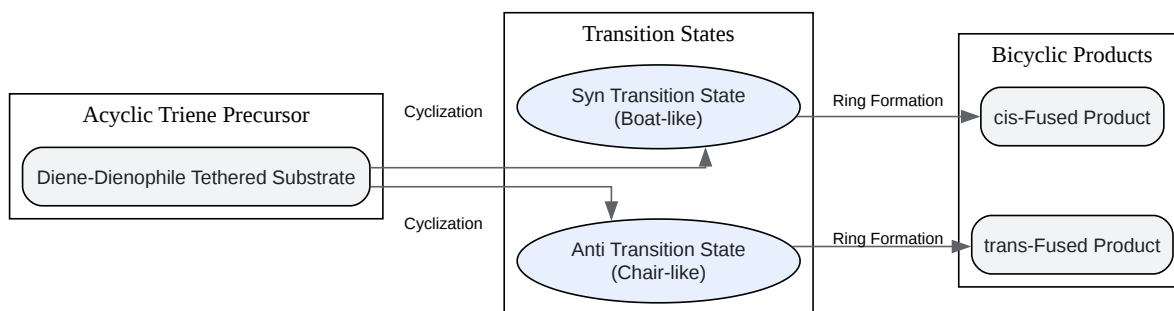 Acyclic Triene Precursor
Diene-Dienophile Tethered Substrate
Cyclization
Cyclization
Transition States
Syn Transition State
(Boat-like)
Anti Transition State
(Chair-like)
Ring Formation
Ring Formation
Bicyclic Products
cis-Fused Product
trans-Fused Product